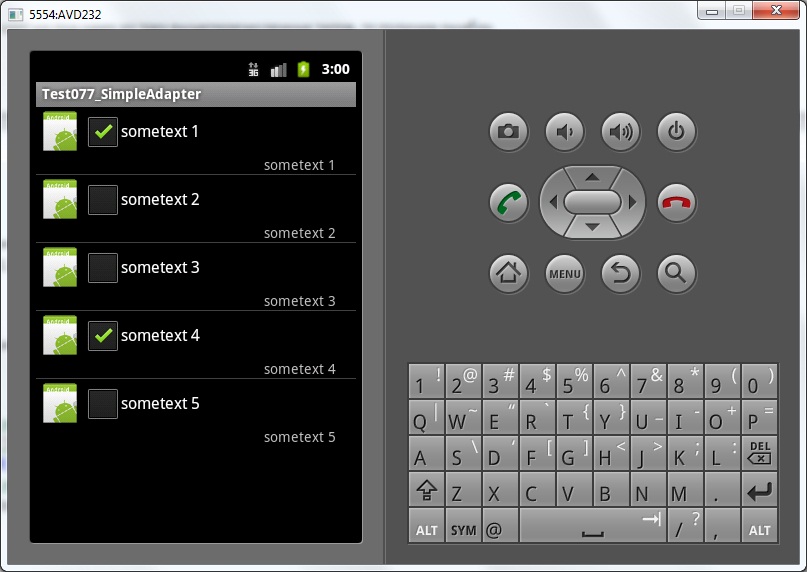 5554:AVD232
3G 3:00
Test077_SimpleAdapter
sometext 1
sometext 1
sometext 2
sometext 2
sometext 3
sometext 3
sometext 4
sometext 4
sometext 5
sometext 5
MENU
1 ! 2 @ 3 # 4 $ 5 % 6 ^ 7 & 8 * 9 ( 0 )
Q | W ~ E “ R ` T { Y } U _ I - O + P =
A S \ D ‘ F [ G ] H < J > K ; L : DEL
Z X C V B N M .
ALT SYM @ / ? , ALT